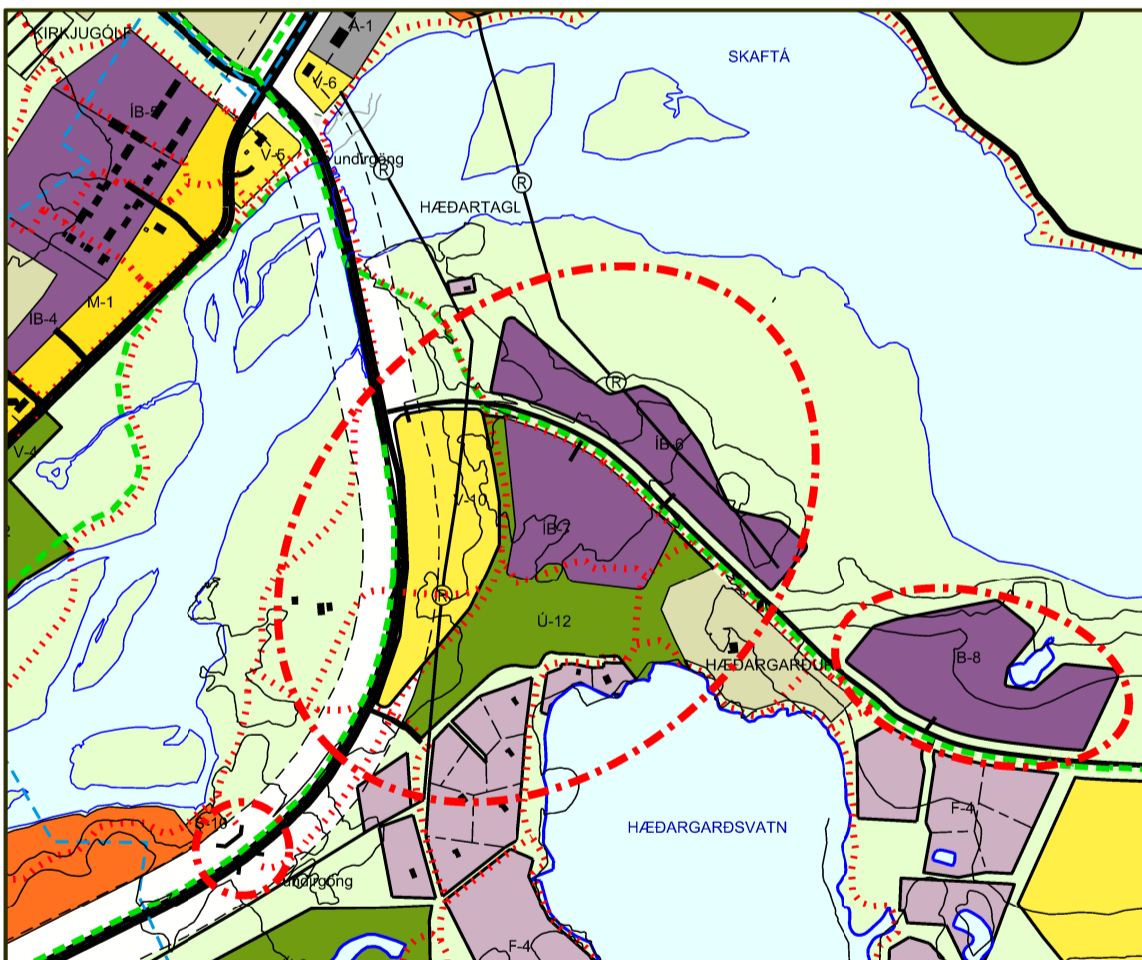 KIRKJUGÓLF
A-1
SKAFTÁ
V-6
ÍB-5
V-5
undirgöng
R
R
HÆÐARTAGL
M-1
ÍB-4
R
ÍB-6
V-4
V-10
ÍB-7
R
Ú-12
HÆÐARGARÐUR
B-8
S-10
HÆÐARGARÐSVATN
F-4
undirgöng
F-4